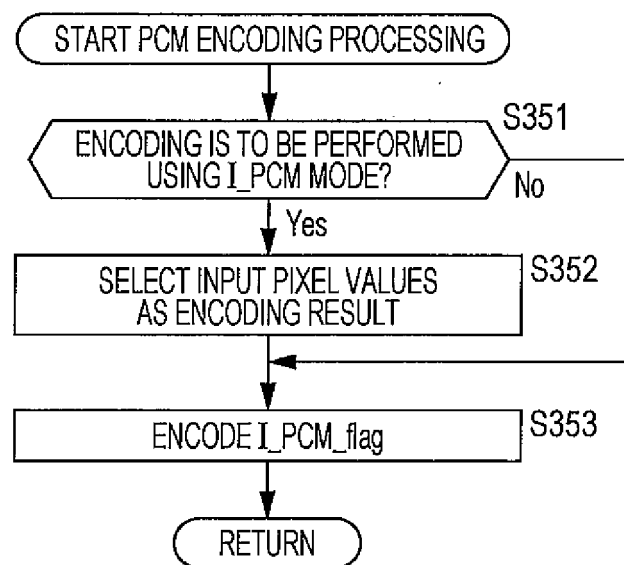 START PCM ENCODING PROCESSING
S351
ENCODING IS TO BE PERFORMED
USING I_PCM MODE?
No
Yes
S352
SELECT INPUT PIXEL VALUES
AS ENCODING RESULT
S353
ENCODE I_PCM_flag
RETURN